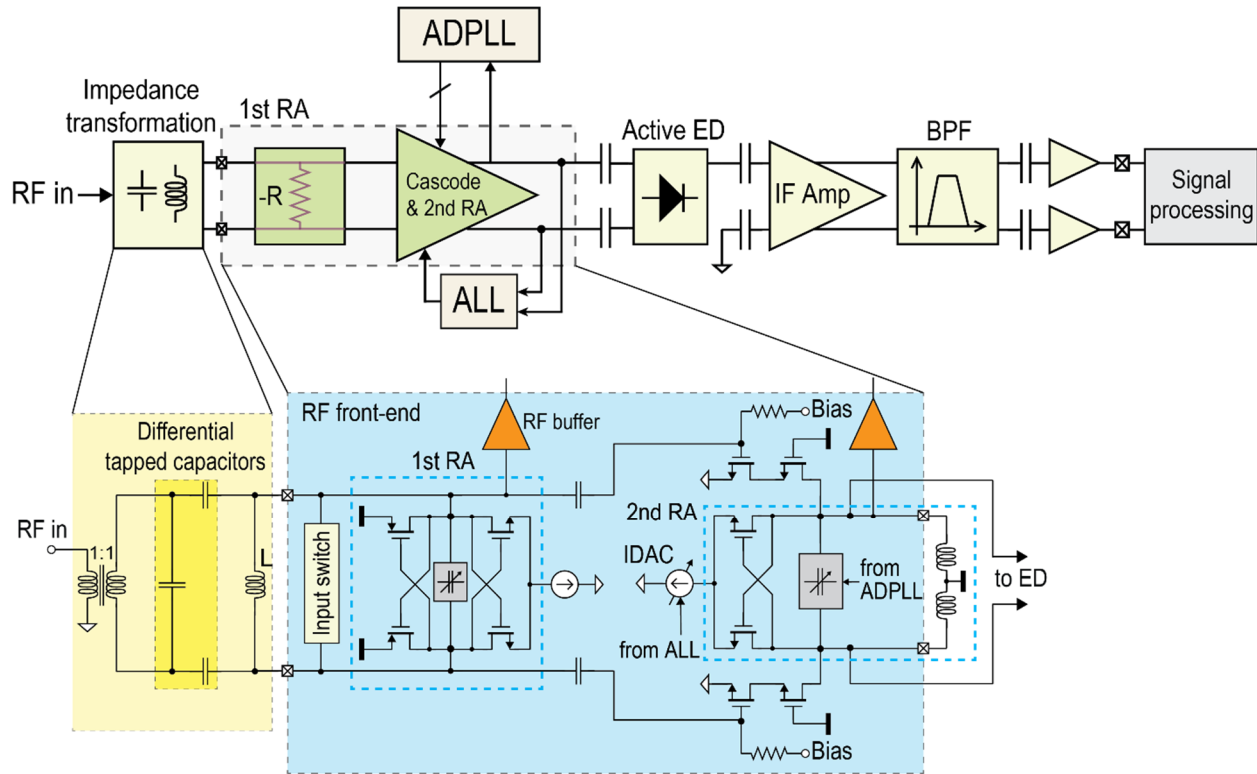 ADPLL
Impedance
transformation
1st RA
Active ED
BPF
RF in
-R
Cascode
& 2nd RA
IF Amp
Signal
processing
ALL
RF front-end
RF buffer
Bias
Differential
tapped capacitors
1st RA
2nd RA
RF in
1:1
L
Input switch
IDAC
from
ADPLL
to ED
from ALL
Bias